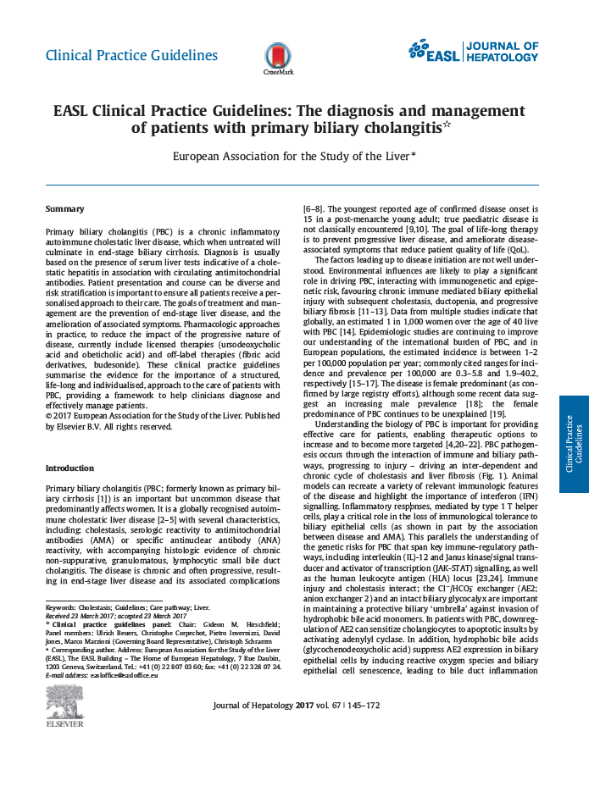 Clinical Practice Guidelines
CrossMark
EASL
JOURNAL OF
HEPATOLOGY
EASL Clinical Practice Guidelines: The diagnosis and management
of patients with primary biliary cholangitis☆
European Association for the Study of the Liver*
Summary
Primary biliary cholangitis (PBC) is a chronic inflammatory
autoimmune cholestatic liver disease, which when untreated will
culminate in end-stage biliary cirrhosis. Diagnosis is usually
based on the presence of serum liver tests indicative of a chole-
static hepatitis in association with circulating antimitochondrial
antibodies. Patient presentation and course can be diverse and
risk stratification is important to ensure all patients receive a per-
sonalised approach to their care. The goals of treatment and man-
agement are the prevention of end-stage liver disease, and the
amelioration of associated symptoms. Pharmacologic approaches
in practice, to reduce the impact of the progressive nature of
disease, currently include licensed therapies (ursodeoxycholic
acid and obeticholic acid) and off-label therapies (fibric acid
derivatives, budesonide). These clinical practice guidelines
summarise the evidence for the importance of a structured,
life-long and individualised, approach to the care of patients with
PBC, providing a framework to help clinicians diagnose and
effectively manage patients.
© 2017 European Association for the Study of the Liver. Published
by Elsevier B.V. All rights reserved.
Introduction
Primary biliary cholangitis (PBC; formerly known as primary bil-
iary cirrhosis [1]) is an important but uncommon disease that
predominantly affects women. It is a globally recognised autoim-
mune cholestatic liver disease [2–5] with several characteristics,
including: cholestasis, serologic reactivity to antimitochondrial
antibodies (AMA) or specific antinuclear antibody (ANA)
reactivity, with accompanying histologic evidence of chronic
non-suppurative, granulomatous, lymphocytic small bile duct
cholangitis. The disease is chronic and often progressive, result-
ing in end-stage liver disease and its associated complications
Keywords: Cholestasis; Guidelines; Care pathway; Liver.
Received 23 March 2017; accepted 23 March 2017
☆ Clinical practice guidelines panel: Chair: Gideon M. Hirschfield;
Panel members: Ulrich Beuers, Christophe Corpechot, Pietro Invernizzi, David
Jones, Marco Marzioni (Governing Board Representative), Christoph Schramm
* Corresponding author. Address: European Association for the Study of the Liver
(EASL), The EASL Building – The Home of European Hepatology, 7 Rue Daubin,
1203 Geneva, Switzerland. Tel.: +41 (0) 22 807 03 60; fax: +41 (0) 22 328 07 24.
E-mail address: easloffice@easloffice.eu
[6–8]. The youngest reported age of confirmed disease onset is
15 in a post-menarche young adult; true paediatric disease is
not classically encountered [9,10]. The goal of life-long therapy
is to prevent progressive liver disease, and ameliorate disease-
associated symptoms that reduce patient quality of life (QoL).
The factors leading up to disease initiation are not well under-
stood. Environmental influences are likely to play a significant
role in driving PBC, interacting with immunogenetic and epige-
netic risk, favouring chronic immune mediated biliary epithelial
injury with subsequent cholestasis, ductopenia, and progressive
biliary fibrosis [11–13]. Data from multiple studies indicate that
globally, an estimated 1 in 1,000 women over the age of 40 live
with PBC [14]. Epidemiologic studies are continuing to improve
our understanding of the international burden of PBC, and in
European populations, the estimated incidence is between 1–2
per 100,000 population per year; commonly cited ranges for inci-
dence and prevalence per 100,000 are 0.3–5.8 and 1.9–40.2,
respectively [15–17]. The disease is female predominant (as con-
firmed by large registry efforts), although some recent data sug-
gest an increasing male prevalence [18]; the female
predominance of PBC continues to be unexplained [19].
Understanding the biology of PBC is important for providing
effective care for patients, enabling therapeutic options to
increase and to become more targeted [4,20–22]. PBC pathogen-
esis occurs through the interaction of immune and biliary path-
ways, progressing to injury – driving an inter-dependent and
chronic cycle of cholestasis and liver fibrosis (Fig. 1). Animal
models can recreate a variety of relevant immunologic features
of the disease and highlight the importance of interferon (IFN)
signalling. Inflammatory responses, mediated by type 1 T helper
cells, play a critical role in the loss of immunological tolerance to
biliary epithelial cells (as shown in part by the association
between disease and AMA). This parallels the understanding of
the genetic risks for PBC that span key immune-regulatory path-
ways, including interleukin (IL)-12 and Janus kinase/signal trans-
ducer and activator of transcription (JAK-STAT) signalling, as well
as the human leukocyte antigen (HLA) locus [23,24]. Immune
injury and cholestasis interact; the Cl⁻/HCO₃⁻ exchanger (AE2;
anion exchanger 2) and an intact biliary glycocalyx are important
in maintaining a protective biliary ‘umbrella’ against invasion of
hydrophobic bile acid monomers. In patients with PBC, downreg-
ulation of AE2 can sensitize cholangiocytes to apoptotic insults by
activating adenylyl cyclase. In addition, hydrophobic bile acids
(glycochenodeoxycholic acid) suppress AE2 expression in biliary
epithelial cells by inducing reactive oxygen species and biliary
epithelial cell senescence, leading to bile duct inflammation
Clinical Practice
Guidelines
ELSEVIER
Journal of Hepatology 2017 vol. 67 | 145–172